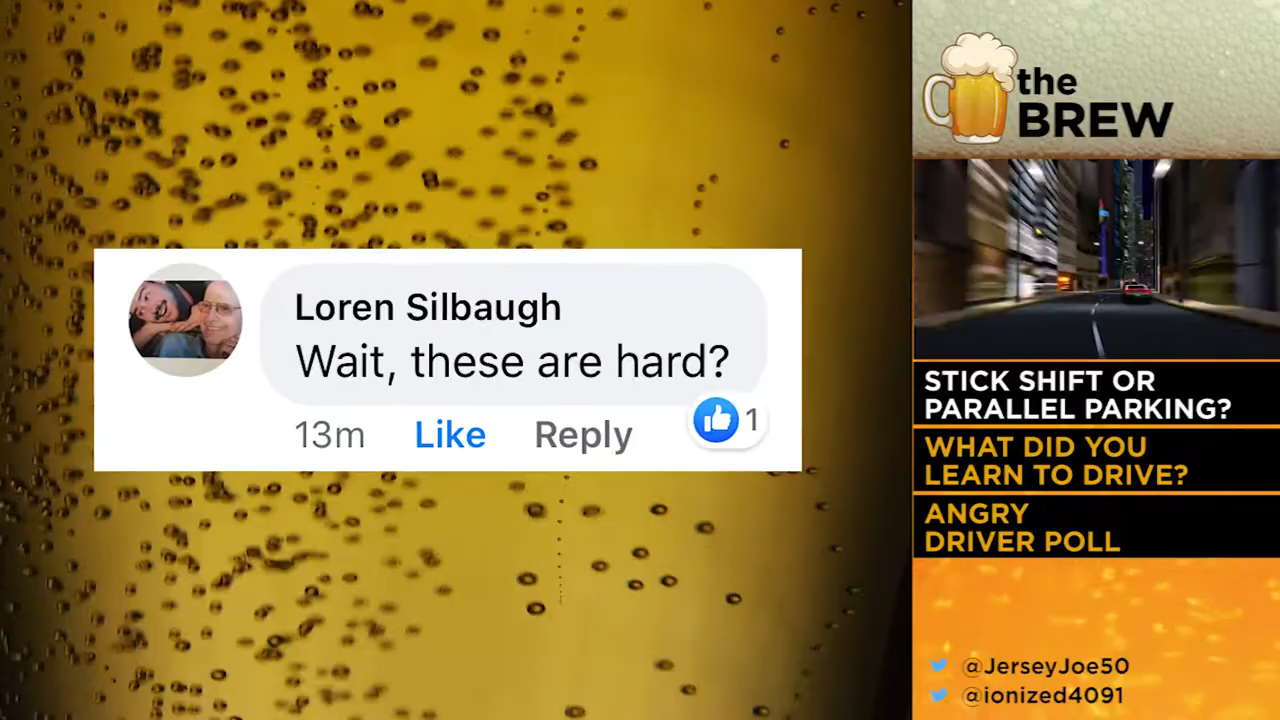 Loren Silbaugh
Wait, these are hard?
13m Like Reply 1
the
BREW
STICK SHIFT OR
PARALLEL PARKING?
WHAT DID YOU
LEARN TO DRIVE?
ANGRY
DRIVER POLL
@JerseyJoe50
@ionized4091